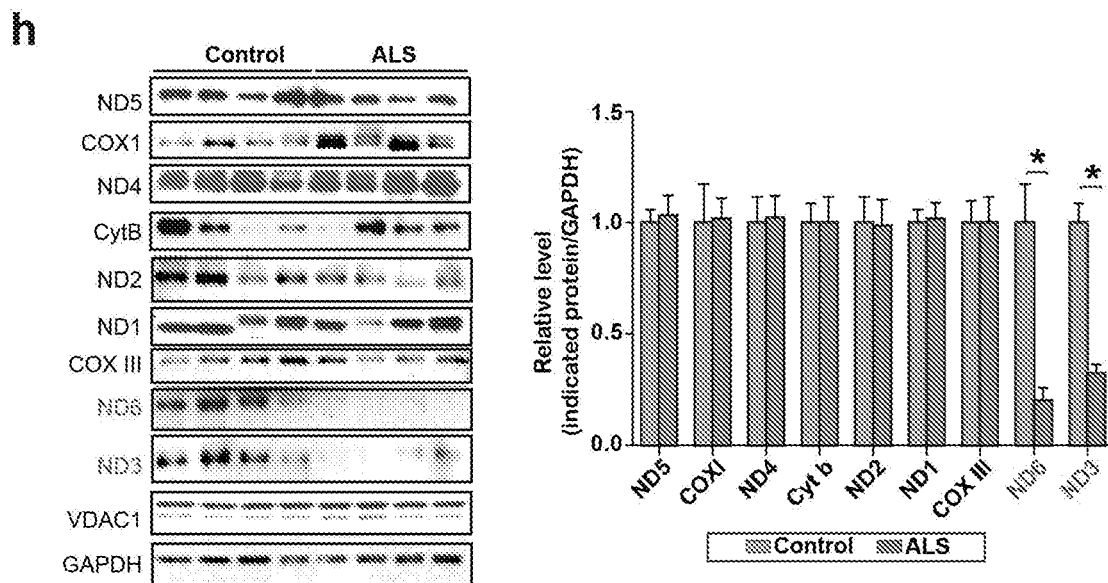 h
Control ALS
ND5
COX1
ND4
CytB
ND2
ND1
COX III
ND6
ND3
VDAC1
GAPDH
Relative level
(indicated protein/GAPDH)
1.5
1.0
0.5
0.0
* *
ND5 COXI ND4 Cyt b ND2 ND1 COX III ND6 ND3
Control ALS